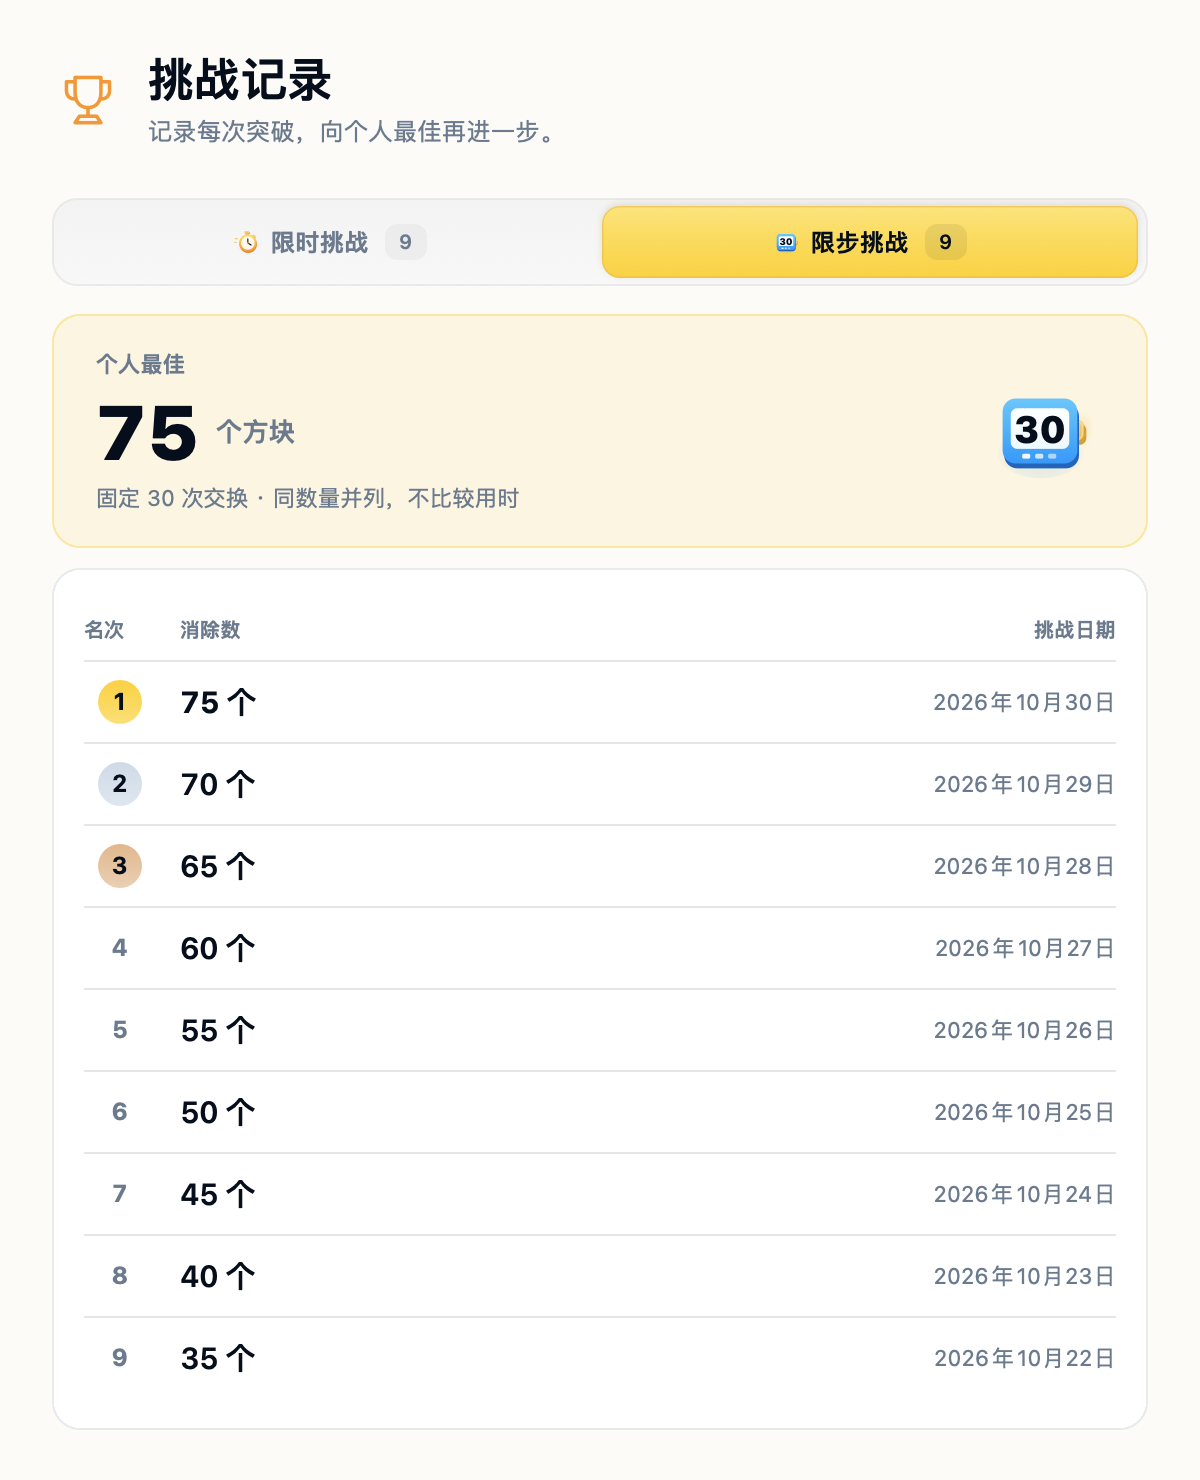 挑战记录
记录每次突破，向个人最佳再进一步。
限时挑战 9
30 限步挑战 9
个人最佳
75 个方块
30
固定 30 次交换 · 同数量并列，不比较用时
名次 消除数 挑战日期
1 75 个 2026年10月30日
2 70 个 2026年10月29日
3 65 个 2026年10月28日
4 60 个 2026年10月27日
5 55 个 2026年10月26日
6 50 个 2026年10月25日
7 45 个 2026年10月24日
8 40 个 2026年10月23日
9 35 个 2026年10月22日